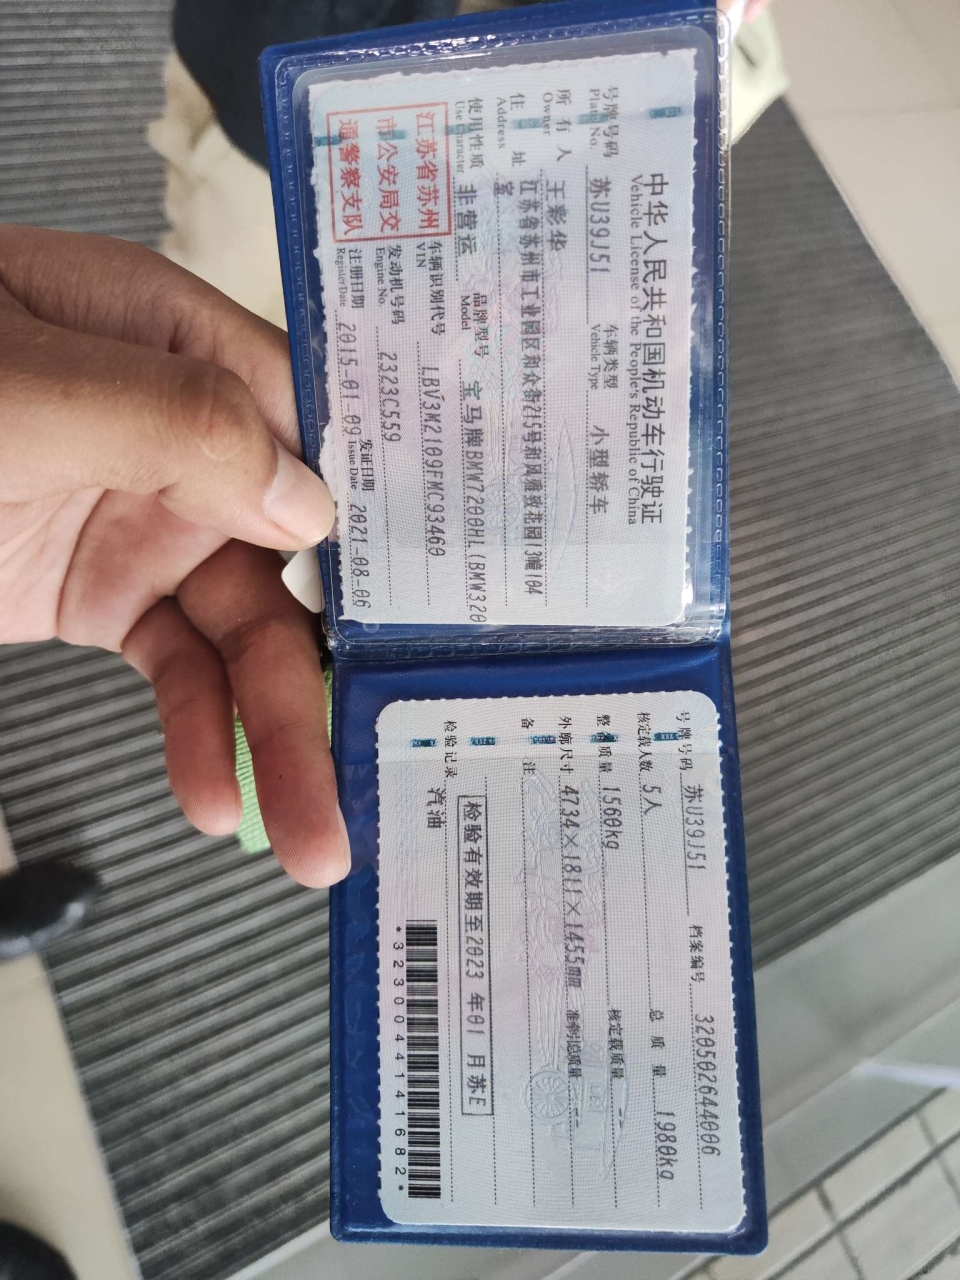 中华人民共和国机动车行驶证
Vehicle License of the People's Republic of China
号牌号码 苏U39J51 车辆类型 小型轿车
Plate No. Vehicle Type
所有人 王彩华
Owner
住址 江苏省苏州市工业园区和众街215号和风雅致花园13幢104
Address 室
使用性质 非营运 品牌型号 宝马牌BMW7200HL(BMW320
Use Character Model
江苏省苏州
市公安局交
通警察支队
车辆识别代号 LBV3M2109FMC93460
VIN
发动机号码 2323C559
Engine No.
注册日期 2015-01-09 发证日期 2021-08-06
Register Date Issue Date
号牌号码 苏U39J51 档案编号 320502644006
核定载人数 5人 总质量 1980kg
整备质量 1560kg 核定载质量 --
外廓尺寸 4734×1811×1455mm 准牵引总质量 --
备注
检验有效期至2023年01月苏E
检验记录
汽油
*3230044141682*